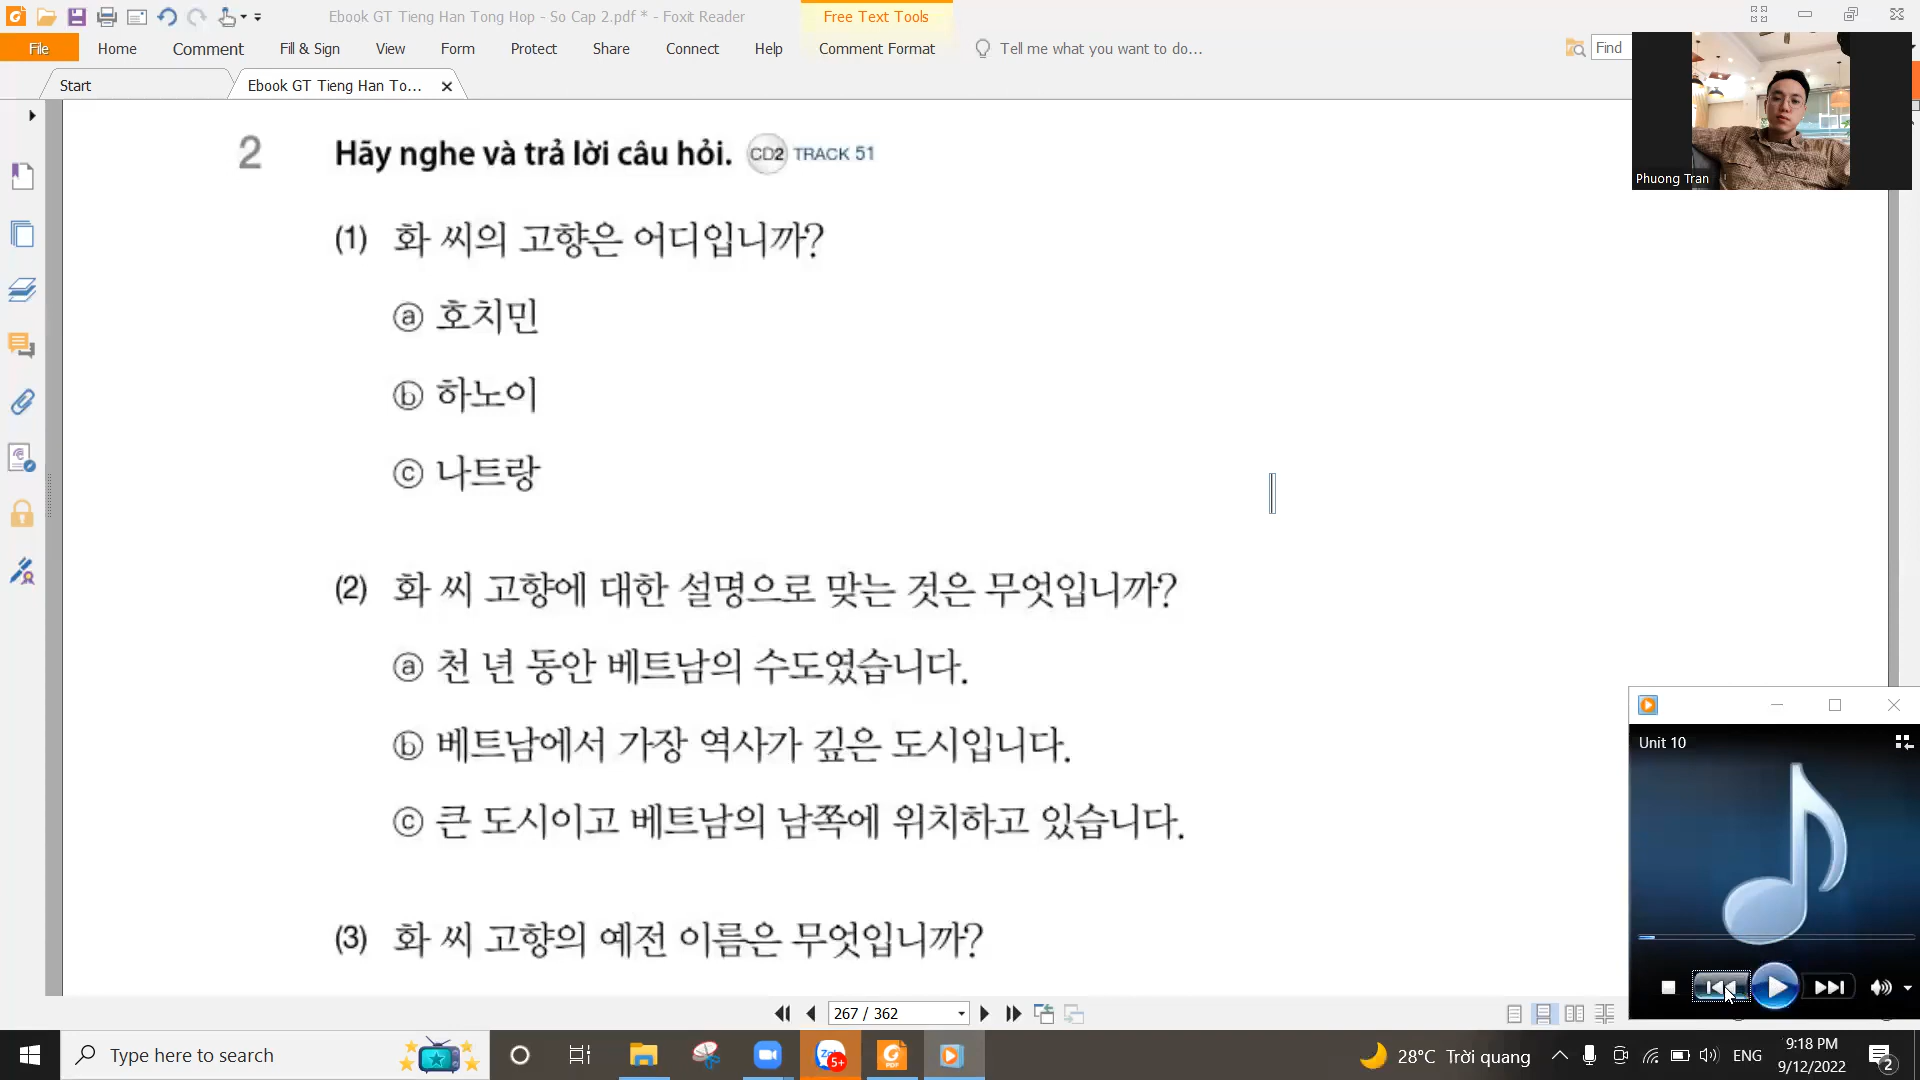 Ebook GT Tieng Han Tong Hop - So Cap 2.pdf * - Foxit Reader
Free Text Tools
File Home Comment Fill & Sign View Form Protect Share Connect Help Comment Format Tell me what you want to do... Find
Start Ebook GT Tieng Han To...
Phuong Tran
2 Hãy nghe và trả lời câu hỏi. CD2 TRACK 51
(1) 화 씨의 고향은 어디입니까?
ⓐ 호치민
ⓑ 하노이
ⓒ 나트랑
(2) 화 씨 고향에 대한 설명으로 맞는 것은 무엇입니까?
ⓐ 천 년 동안 베트남의 수도였습니다.
ⓑ 베트남에서 가장 역사가 깊은 도시입니다.
ⓒ 큰 도시이고 베트남의 남쪽에 위치하고 있습니다.
(3) 화 씨 고향의 예전 이름은 무엇입니까?
Unit 10
267 / 362
Type here to search
5+
PDF
28°C Trời quang
ENG
9:18 PM
9/12/2022
2